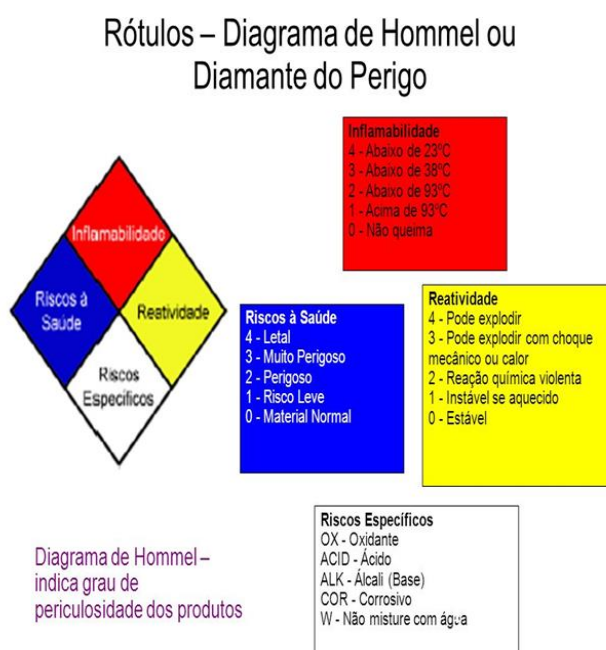 Rótulos – Diagrama de Hommel ou
Diamante do Perigo
Inflamabilidade
4 - Abaixo de 23ºC
3 - Abaixo de 38ºC
2 - Abaixo de 93ºC
1 - Acima de 93ºC
0 - Não queima
Inflamabilidado
Riscos à
Saúde
Reatividade
Riscos
Específicos
Riscos à Saúde
4 - Letal
3 - Muito Perigoso
2 - Perigoso
1 - Risco Leve
0 - Material Normal
Reatividade
4 - Pode explodir
3 - Pode explodir com choque
mecânico ou calor
2 - Reação química violenta
1 - Instável se aquecido
0 - Estável
Diagrama de Hommel –
indica grau de
periculosidade dos produtos
Riscos Específicos
OX - Oxidante
ACID - Ácido
ALK - Álcali (Base)
COR - Corrosivo
W - Não misture com água